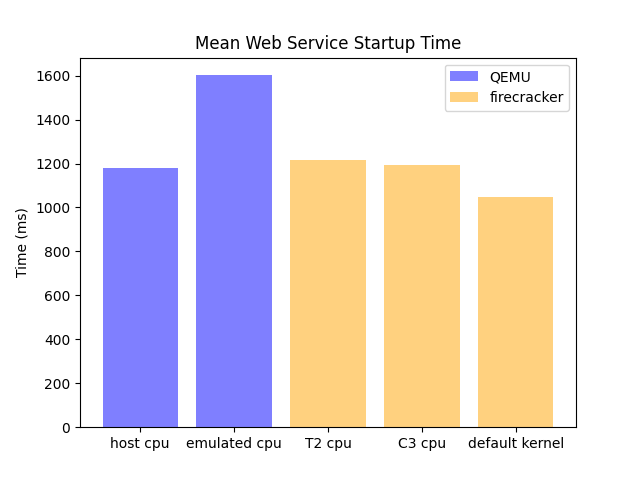 Mean Web Service Startup Time
QEMU
firecracker
1600
1400
1200
1000
800
600
400
200
0
Time (ms)
host cpu
emulated cpu
T2 cpu
C3 cpu
default kernel